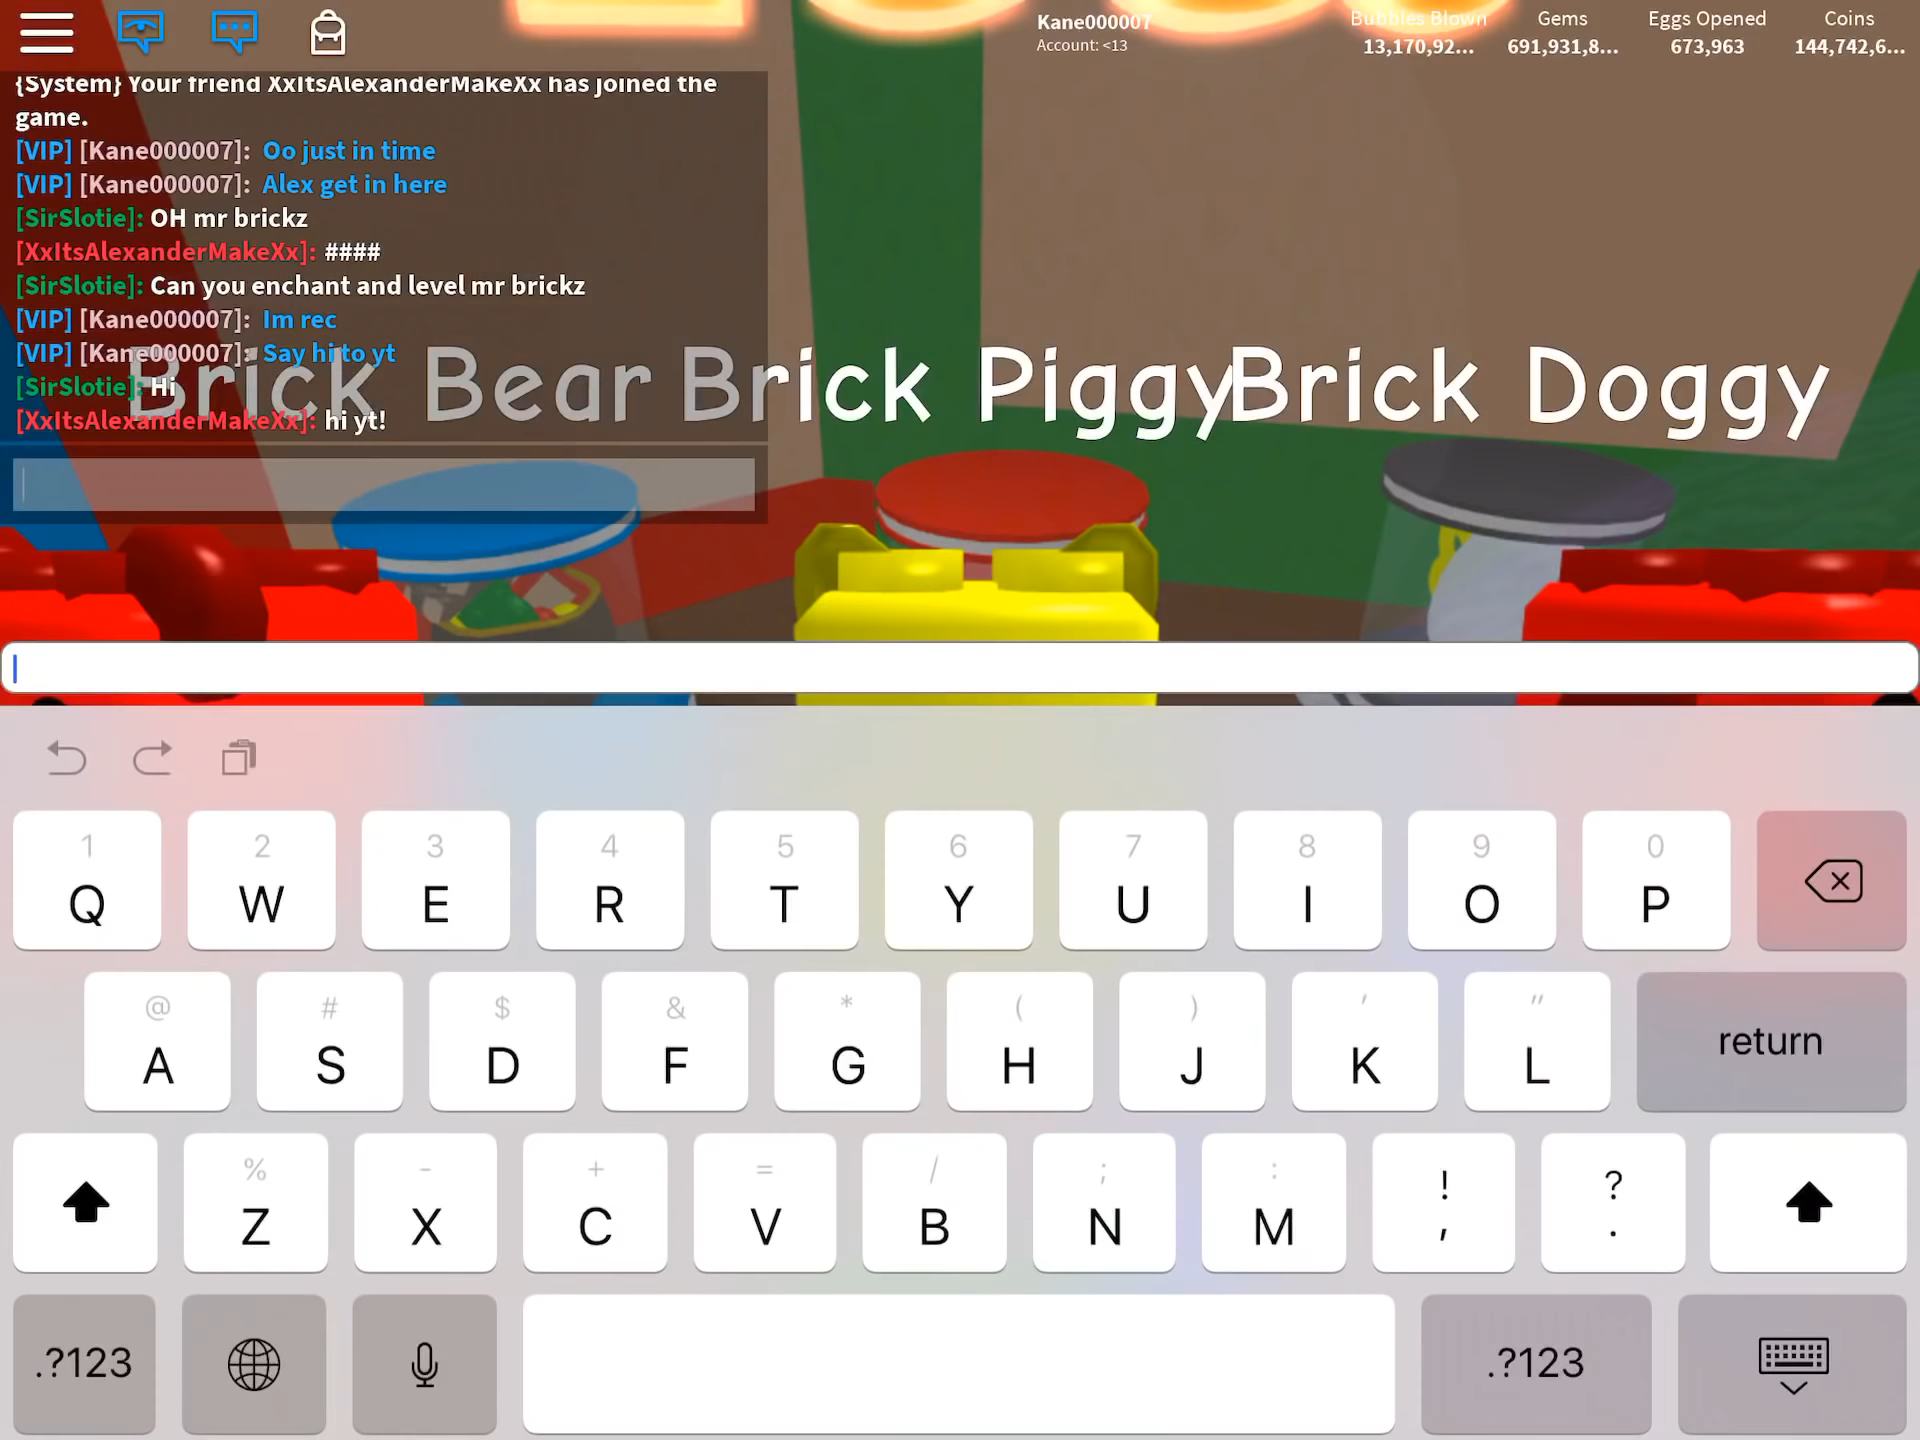 Kane000007
Account: <13
Bubbles Blown
13,170,92...
Gems
691,931,8...
Eggs Opened
673,963
Coins
144,742,6...
{System} Your friend XxItsAlexanderMakeXx has joined the
game.
[VIP] [Kane000007]: Oo just in time
[VIP] [Kane000007]: Alex get in here
[SirSlotie]: OH mr brickz
[XxItsAlexanderMakeXx]: ####
[SirSlotie]: Can you enchant and level mr brickz
[VIP] [Kane000007]: Im rec
[VIP] [Kane000007]: Say hi to yt
[SirSlotie]: Hi
[XxItsAlexanderMakeXx]: hi yt!
Brick Bear Brick Piggy Brick Doggy
1 2 3 4 5 6 7 8 9 0
Q W E R T Y U I O P
@ # $ & * ( ) ' "
A S D F G H J K L return
% - + = / ; : ! ?
Z X C V B N M , .
.?123 .?123